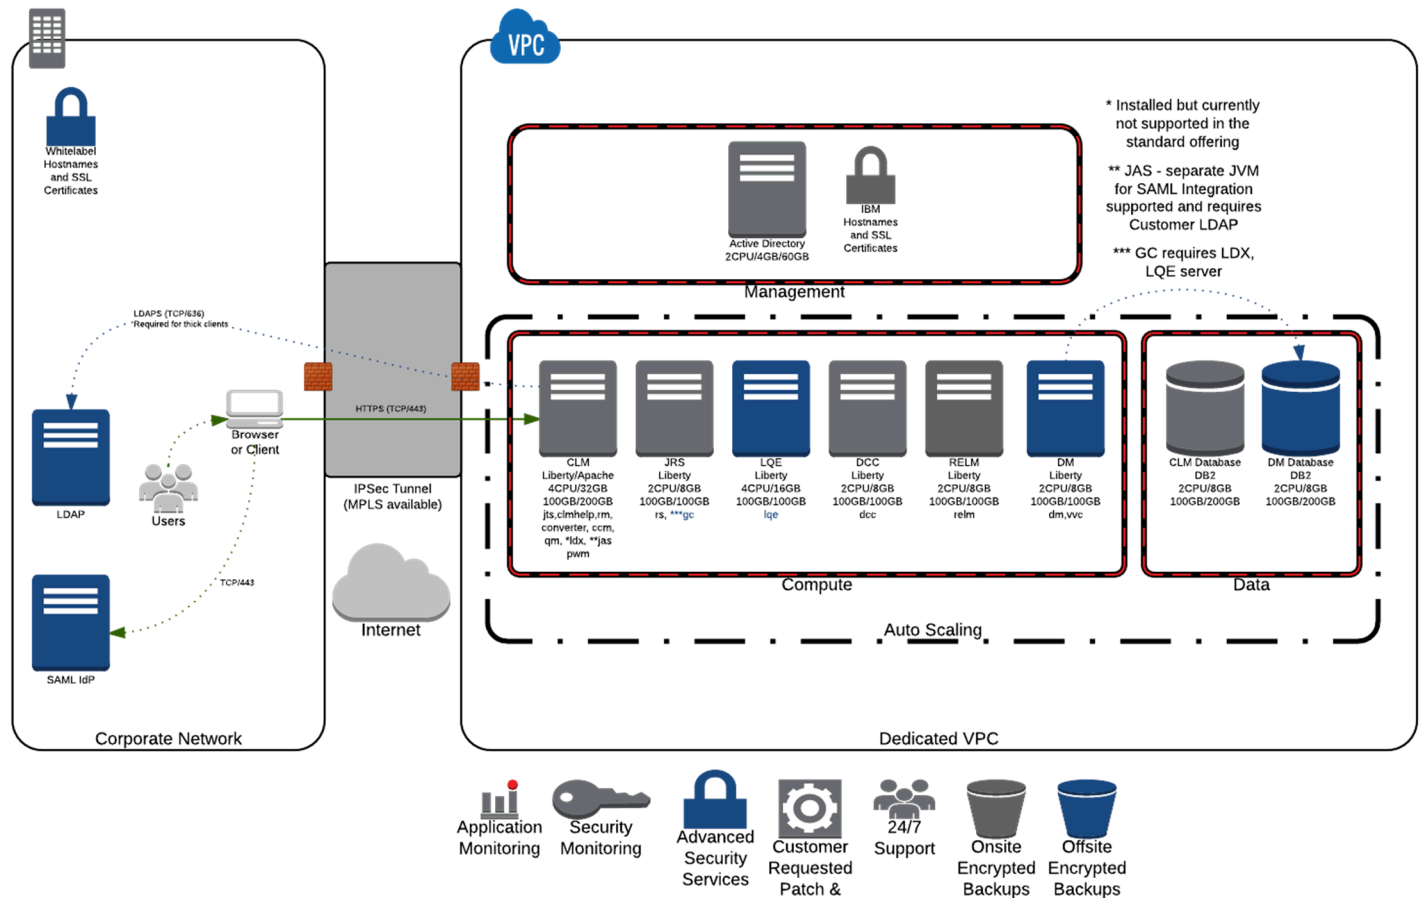 VPC
Whitelabel
Hostnames
and SSL
Certificates
* Installed but currently
not supported in the
standard offering
** JAS - separate JVM
for SAML Integration
supported and requires
Customer LDAP
*** GC requires LDX,
LQE server
Active Directory
2CPU/4GB/60GB
IBM
Hostnames
and SSL
Certificates
Management
LDAPS (TCP/636)
*Required for thick clients
HTTPS (TCP/443)
Browser
or Client
LDAP
Users
IPSec Tunnel
(MPLS available)
TCP/443
Internet
SAML IdP
Corporate Network
CLM
Liberty/Apache
4CPU/32GB
100GB/200GB
jts,clmhelp,rm,
converter, ccm,
qm, *ldx, **jas
pwm
JRS
Liberty
2CPU/8GB
100GB/100GB
rs, ***gc
LQE
Liberty
4CPU/16GB
100GB/100GB
lqe
DCC
Liberty
2CPU/8GB
100GB/100GB
dcc
RELM
Liberty
2CPU/8GB
100GB/100GB
relm
DM
Liberty
2CPU/8GB
100GB/200GB
dm,vvc
CLM Database
DB2
2CPU/8GB
100GB/200GB
DM Database
DB2
2CPU/8GB
100GB/200GB
Compute
Data
Auto Scaling
Dedicated VPC
Application
Monitoring
Security
Monitoring
Advanced
Security
Services
Customer
Requested
Patch &
24/7
Support
Onsite
Encrypted
Backups
Offsite
Encrypted
Backups